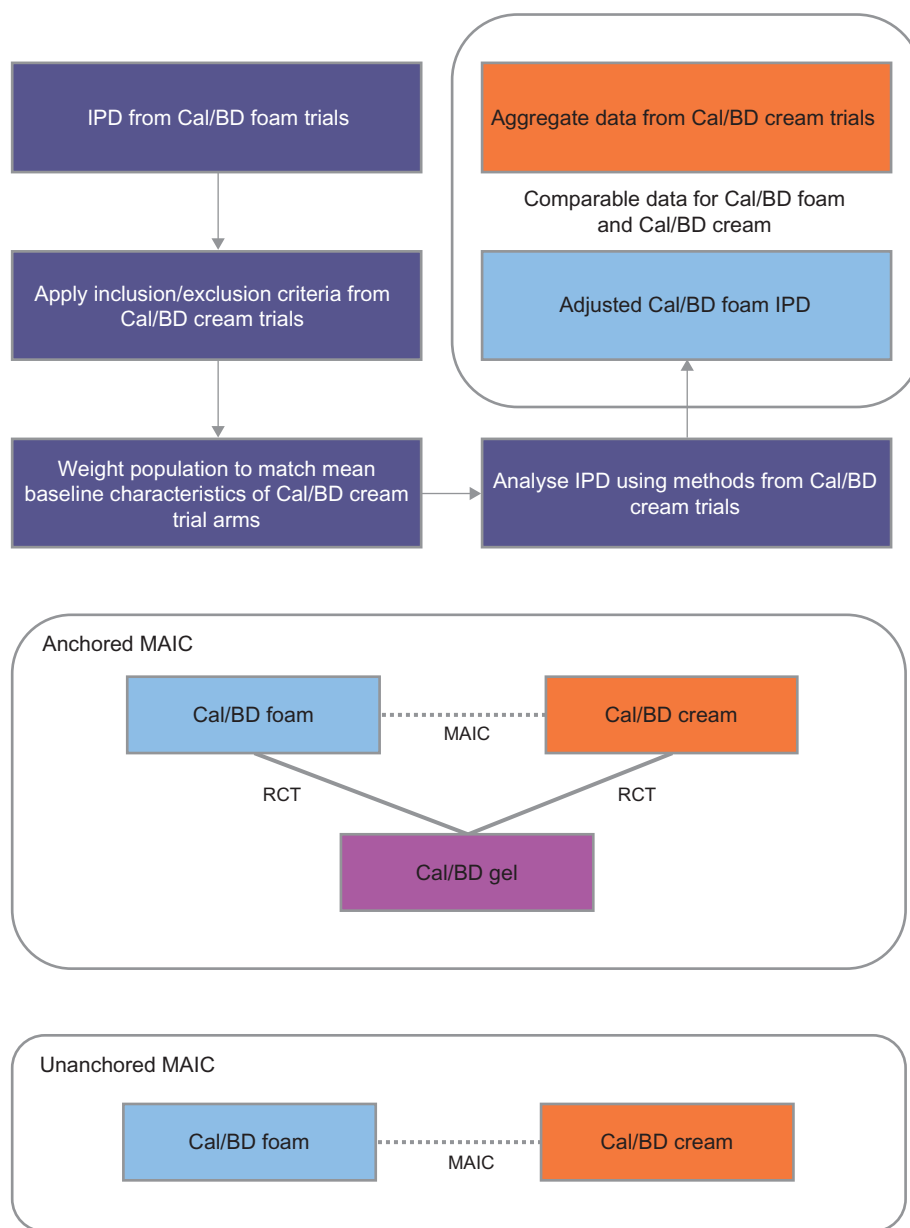 IPD from Cal/BD foam trials
Apply inclusion/exclusion criteria from
Cal/BD cream trials
Weight population to match mean
baseline characteristics of Cal/BD cream
trial arms
Analyse IPD using methods from Cal/BD
cream trials
Aggregate data from Cal/BD cream trials
Comparable data for Cal/BD foam
and Cal/BD cream
Adjusted Cal/BD foam IPD
Anchored MAIC
Cal/BD foam
MAIC
Cal/BD cream
RCT
RCT
Cal/BD gel
Unanchored MAIC
Cal/BD foam
MAIC
Cal/BD cream